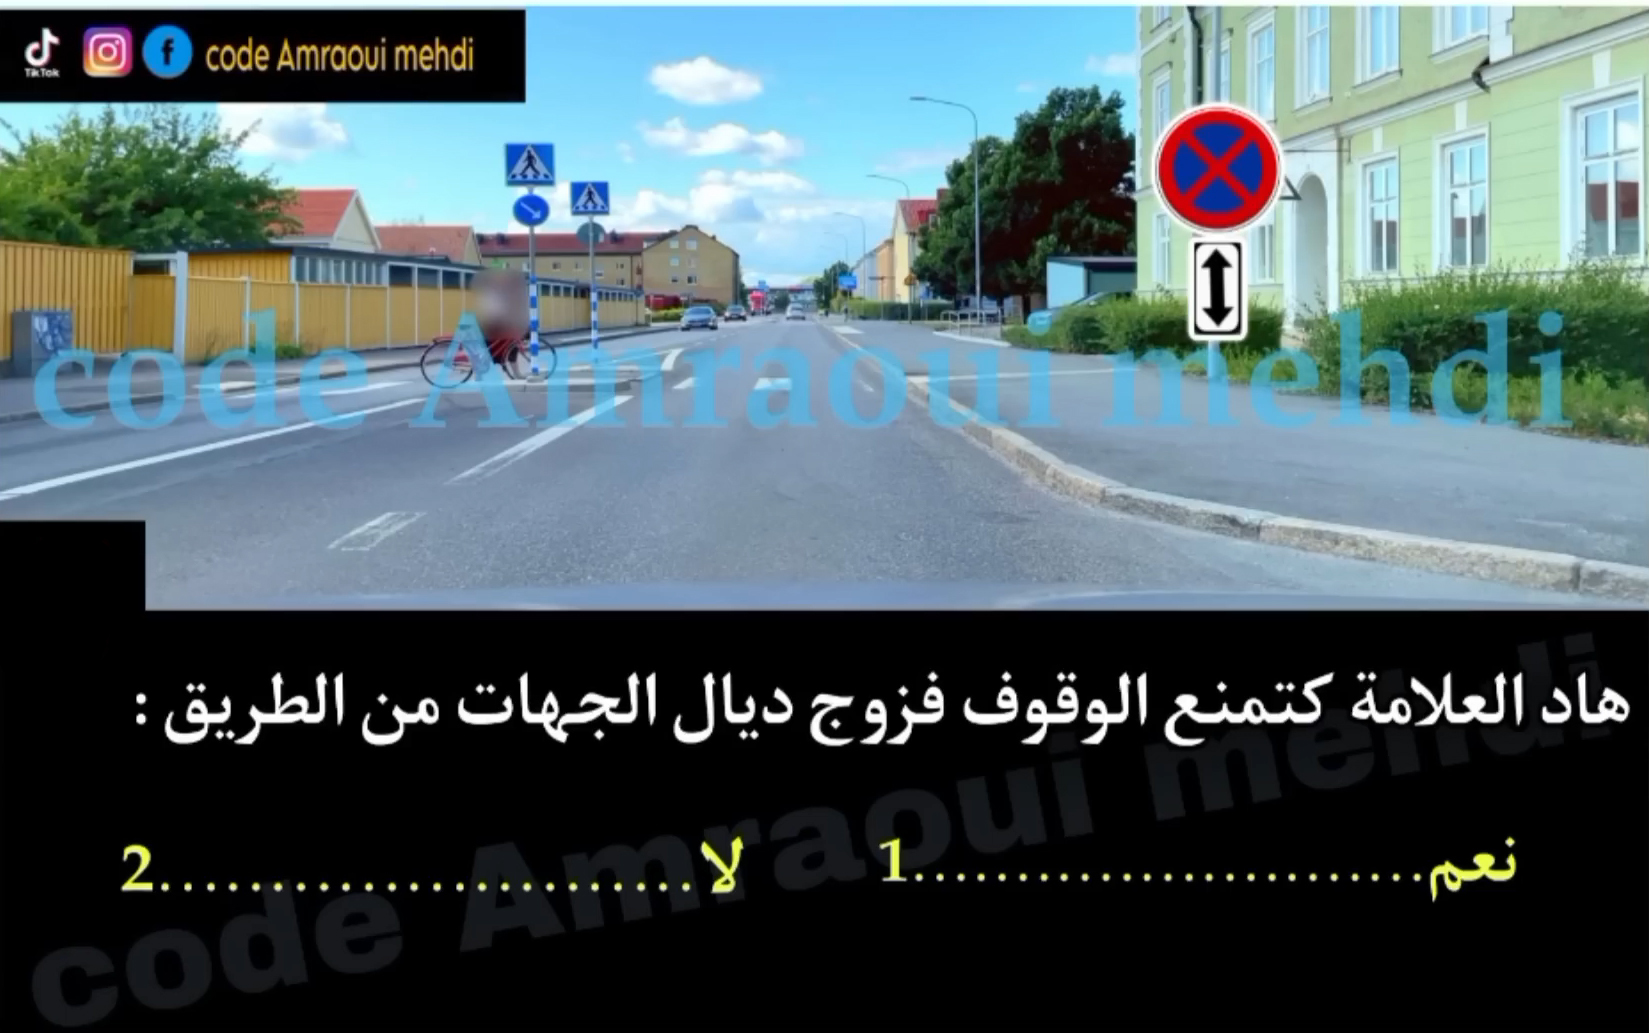 TikTok
code Amraoui mehdi
code Amraoui mehdi
هاد العلامة كتمنع الوقوف فزوج ديال الجهات من الطريق :
نعم.........................1
لا............................2
code Amraoui mehdi